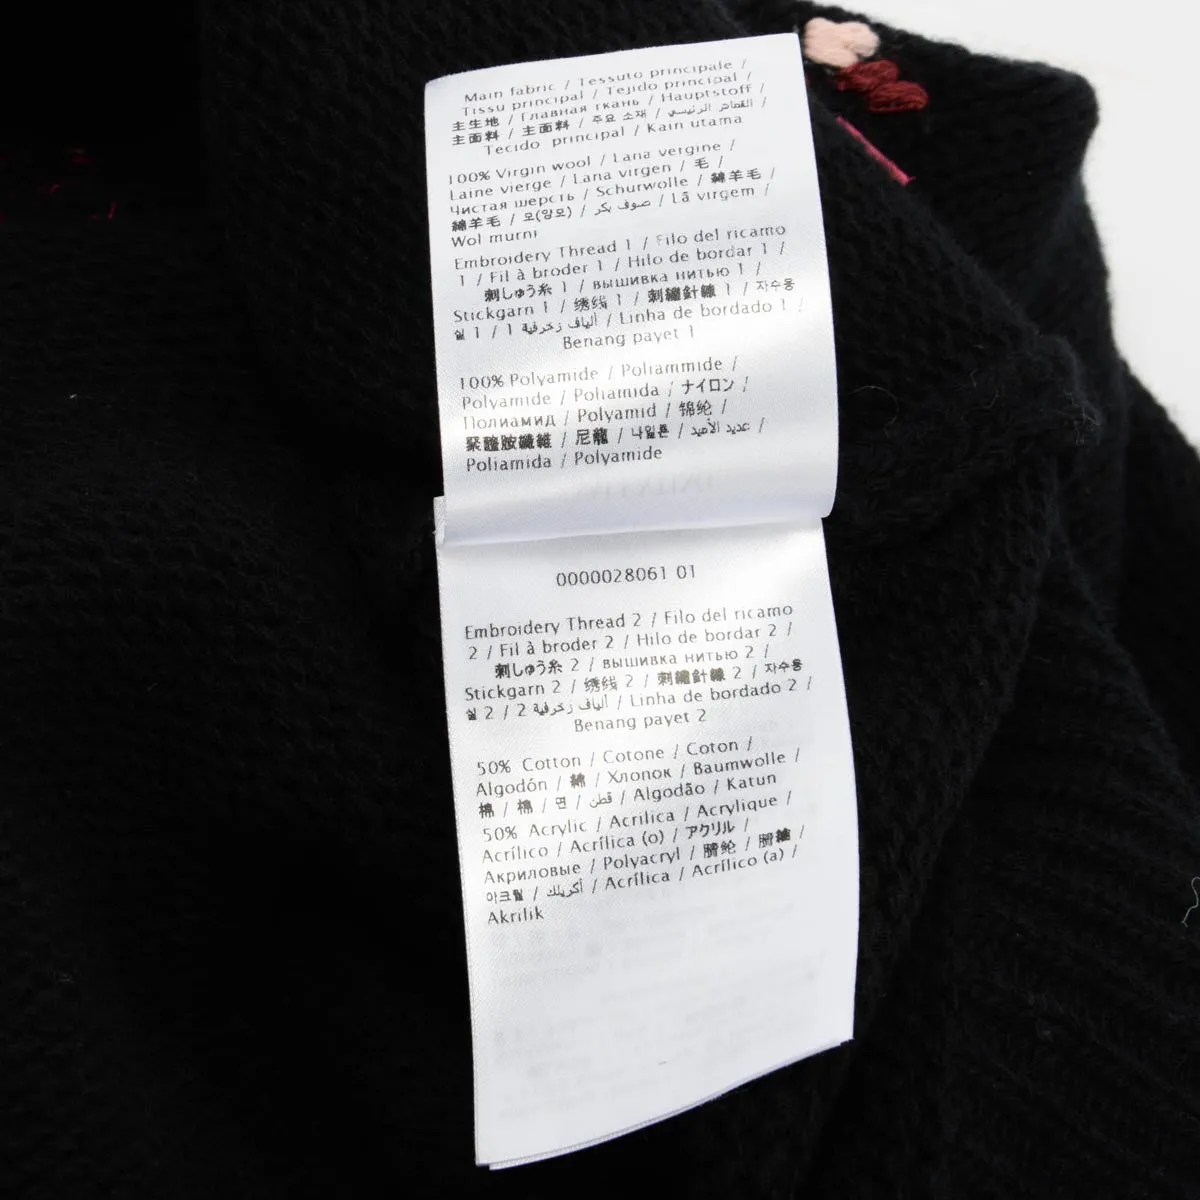 Main fabric / Tessuto principale /
Tissu principal / Tejido principal /
主生地 / Главная ткань / Hauptstoff /
主面料 / 主面料 / 주요 소재 / القماش الرئيسي /
Tecido principal / Kain utama
100% Virgin wool / Lana vergine /
Laine vierge / Lana virgen / 毛 /
Чистая шерсть / Schurwolle / 綿羊毛 /
綿羊毛 / 모(양모) / صوف بكر / Lã virgem /
Wol murni
Embroidery Thread 1 / Filo del ricamo
1 / Fil à broder 1 / Hilo de bordar 1 /
刺しゅう糸 1 / вышивка нитью 1 /
Stickgarn 1 / 绣线 1 / 刺繡針線 1 / 자수용
실 1 / 1 ألياف زخرفية / Linha de bordado 1 /
Benang payet 1
100% Polyamide / Poliammide /
Polyamide / Poliamida / ナイロン /
Полиамид / Polyamid / 锦纶 /
聚醯胺纖維 / 尼龍 / 나일론 / عديد الأميد /
Poliamida / Polyamide
0000028061 01
Embroidery Thread 2 / Filo del ricamo
2 / Fil à broder 2 / Hilo de bordar 2 /
刺しゅう糸 2 / вышивка нитью 2 /
Stickgarn 2 / 绣线 2 / 刺繡針線 2 / 자수용
실 2 / 2 ألياف زخرفية / Linha de bordado 2 /
Benang payet 2
50% Cotton / Cotone / Coton /
Algodón / 綿 / Хлопок / Baumwolle /
棉 / 棉 / 면 / قطن / Algodão / Katun
50% Acrylic / Acrilica / Acrylique /
Acrílico / Acrílica (o) / アクリル /
Акриловые / Polyacryl / 腈纶 / 腈綸 /
아크릴 / أكريلك / Acrílica / Acrílico (a) /
Akrilik